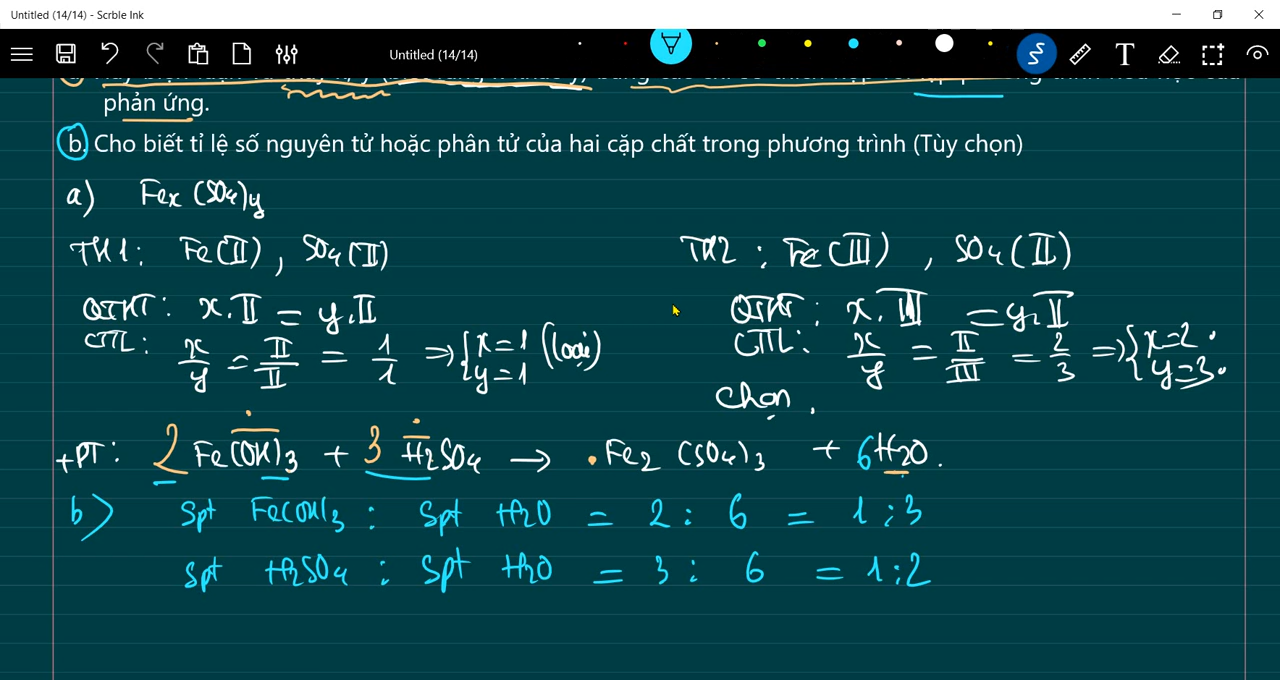 Untitled (14/14) - Scrble Ink
Untitled (14/14)
T
phản ứng.
b. Cho biết tỉ lệ số nguyên tử hoặc phân tử của hai cặp chất trong phương trình (Tùy chọn)
a) Feₓ(SO₄)y
TH1: Fe(II), SO₄(II)
QTHT: x.II = y.II
CTL: x/y = II/II = 1/1 ⇒ { x=1 y=1 (loại)
TH2: Fe(III), SO₄(II)
QTHT: x.III = y.II
CTL: x/y = II/III = 2/3 ⇒ { x=2. y=3.
Chọn.
+PT: 2 Fe(OH)₃ + 3 H₂SO₄ → .Fe₂(SO₄)₃ + 6H₂O.
b> Spt Fe(OH)₃ : Spt H₂O = 2 : 6 = 1:3
Spt H₂SO₄ : Spt H₂O = 3 : 6 = 1:2